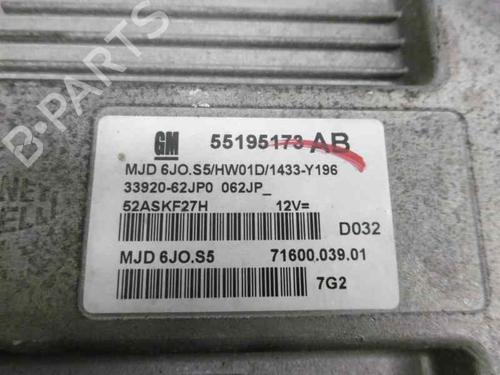 GM 55195173 AB
MJD 6JO.S5/HW01D/1433-Y196
33920-62JP0 062JP_
52ASKF27H 12V=
D032
MJD 6JO.S5 71600.039.01
7G2
B-PARTS